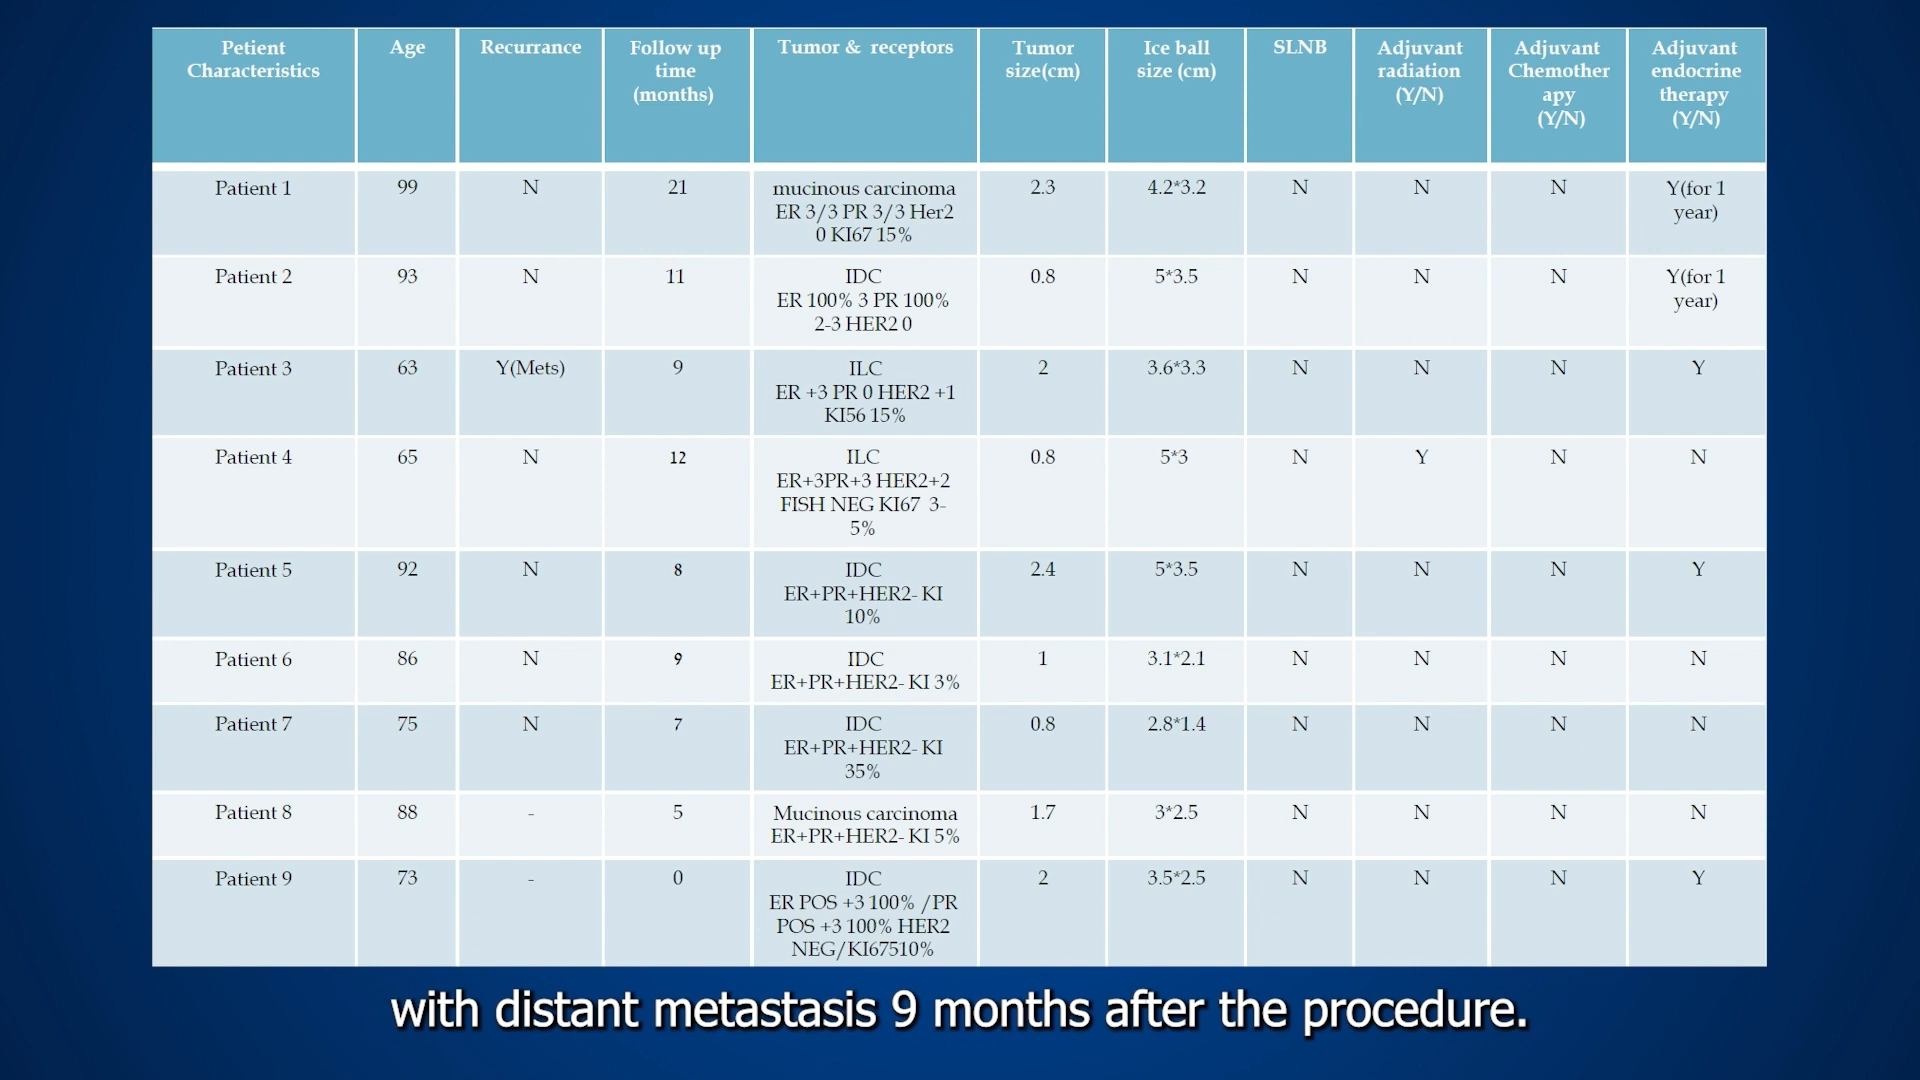 Petient Characteristics Age Recurrance Follow up time (months) Tumor & receptors Tumor size(cm) Ice ball size (cm) SLNB Adjuvant radiation (Y/N) Adjuvant Chemother apy (Y/N) Adjuvant endocrine therapy (Y/N)
Patient 1 99 N 21 mucinous carcinoma ER 3/3 PR 3/3 Her2 0 KI67 15% 2.3 4.2*3.2 N N N Y(for 1 year)
Patient 2 93 N 11 IDC ER 100% 3 PR 100% 2-3 HER2 0 0.8 5*3.5 N N N Y(for 1 year)
Patient 3 63 Y(Mets) 9 ILC ER +3 PR 0 HER2 +1 KI56 15% 2 3.6*3.3 N N N Y
Patient 4 65 N 12 ILC ER+3PR+3 HER2+2 FISH NEG KI67 3-5% 0.8 5*3 N Y N N
Patient 5 92 N 8 IDC ER+PR+HER2- KI 10% 2.4 5*3.5 N N N Y
Patient 6 86 N 9 IDC ER+PR+HER2- KI 3% 1 3.1*2.1 N N N N
Patient 7 75 N 7 IDC ER+PR+HER2- KI 35% 0.8 2.8*1.4 N N N N
Patient 8 88 - 5 Mucinous carcinoma ER+PR+HER2- KI 5% 1.7 3*2.5 N N N N
Patient 9 73 - 0 IDC ER POS +3 100% /PR POS +3 100% HER2 NEG/KI67510% 2 3.5*2.5 N N N Y
with distant metastasis 9 months after the procedure.